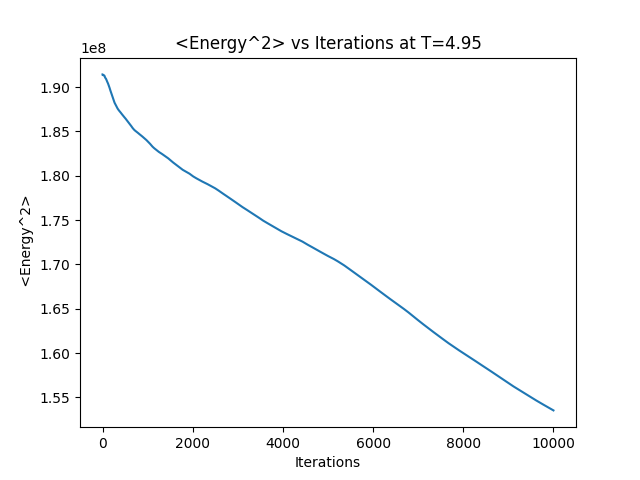 <Energy^2> vs Iterations at T=4.95
1e8
1.90
1.85
1.80
1.75
1.70
1.65
1.60
1.55
<Energy^2>
0 2000 4000 6000 8000 10000
Iterations